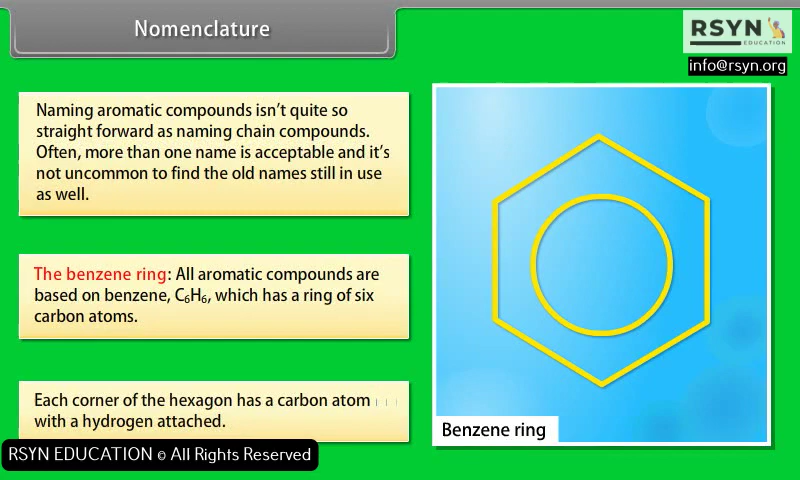 Nomenclature
RSYN
EDUCATION
info@rsyn.org
Naming aromatic compounds isn't quite so
straight forward as naming chain compounds.
Often, more than one name is acceptable and it's
not uncommon to find the old names still in use
as well.
The benzene ring: All aromatic compounds are
based on benzene, C₆H₆, which has a ring of six
carbon atoms.
Each corner of the hexagon has a carbon atom
with a hydrogen attached.
Benzene ring
RSYN EDUCATION © All Rights Reserved